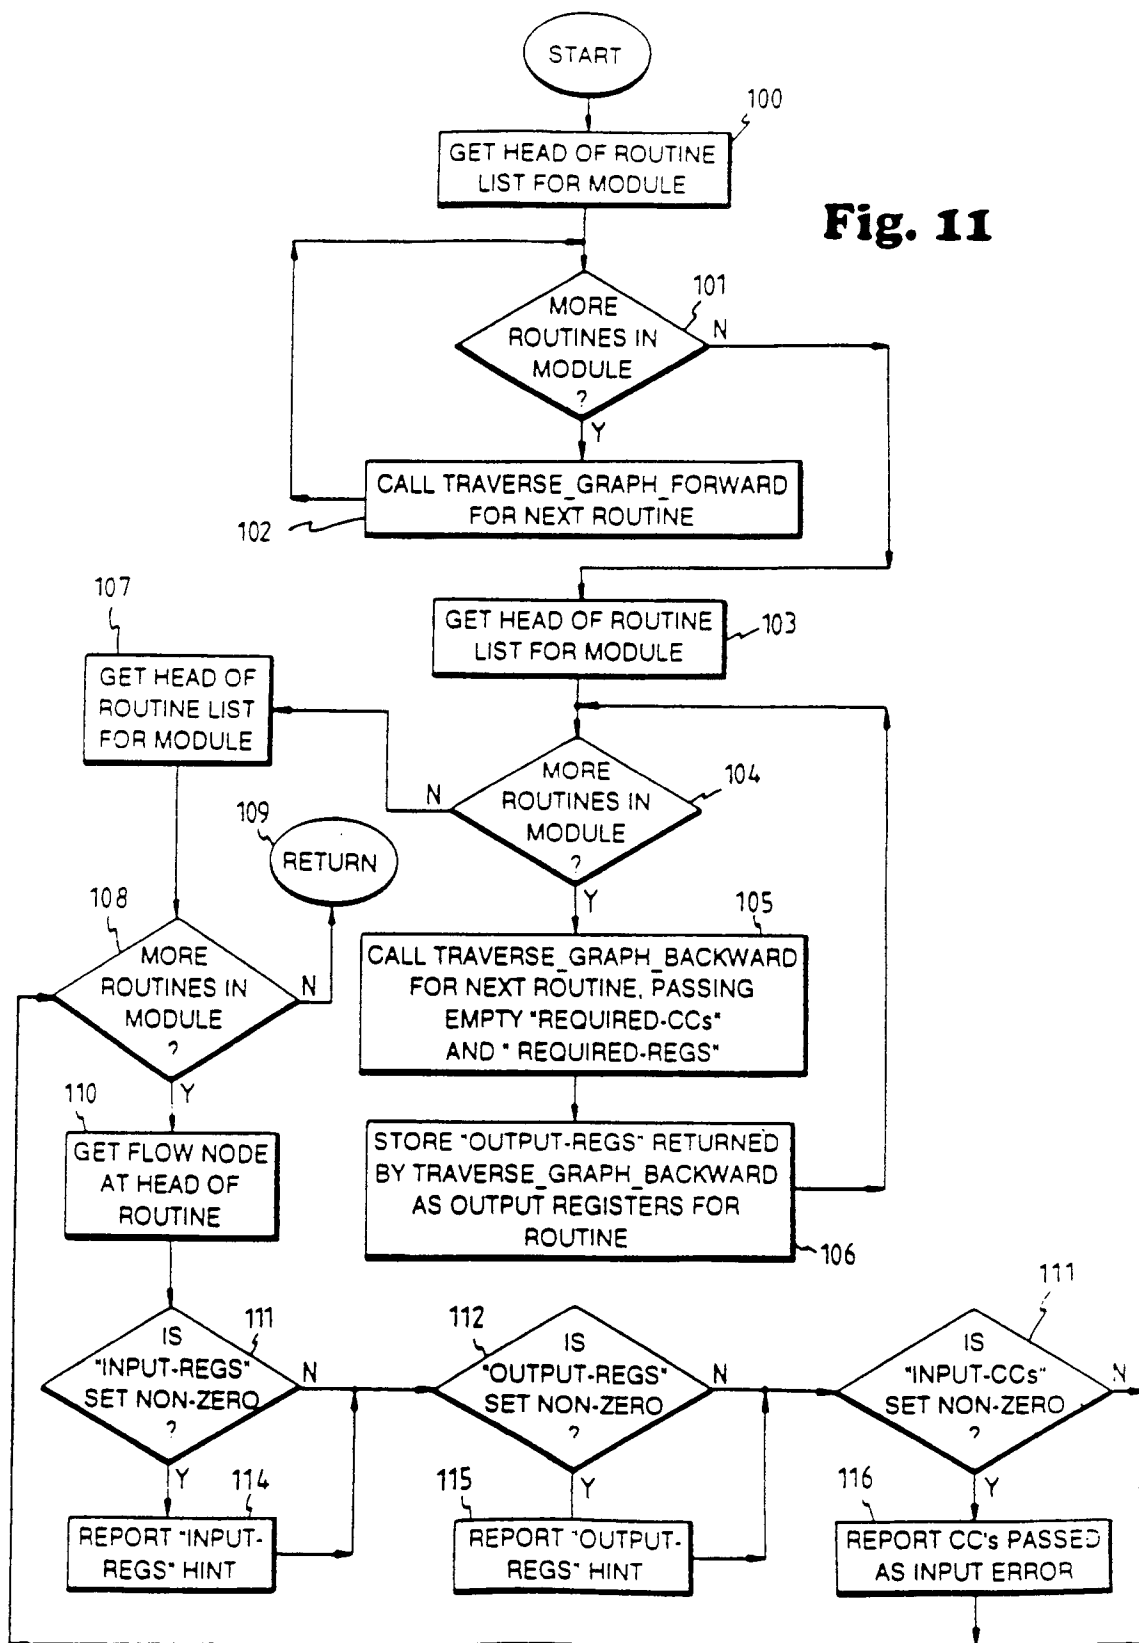 START
100
GET HEAD OF ROUTINE
LIST FOR MODULE
Fig. 11
101
MORE
ROUTINES IN
MODULE
?
N
Y
CALL TRAVERSE_GRAPH_FORWARD
FOR NEXT ROUTINE
102
107
GET HEAD OF ROUTINE
LIST FOR MODULE
103
GET HEAD OF
ROUTINE LIST
FOR MODULE
104
MORE
ROUTINES IN
MODULE
?
N
Y
109
RETURN
108
MORE
ROUTINES IN
MODULE
?
N
Y
105
CALL TRAVERSE_GRAPH_BACKWARD
FOR NEXT ROUTINE, PASSING
EMPTY "REQUIRED-CCs"
AND " REQUIRED-REGS"
110
GET FLOW NODE
AT HEAD OF
ROUTINE
STORE "OUTPUT-REGS" RETURNED
BY TRAVERSE_GRAPH_BACKWARD
AS OUTPUT REGISTERS FOR
ROUTINE
106
111
IS
"INPUT-REGS"
SET NON-ZERO
?
N
Y
112
IS
"OUTPUT-REGS"
SET NON-ZERO
?
N
Y
111
IS
"INPUT-CCs"
SET NON-ZERO
?
N
Y
114
REPORT "INPUT-
REGS" HINT
115
REPORT "OUTPUT-
REGS" HINT
116
REPORT CC's PASSED
AS INPUT ERROR